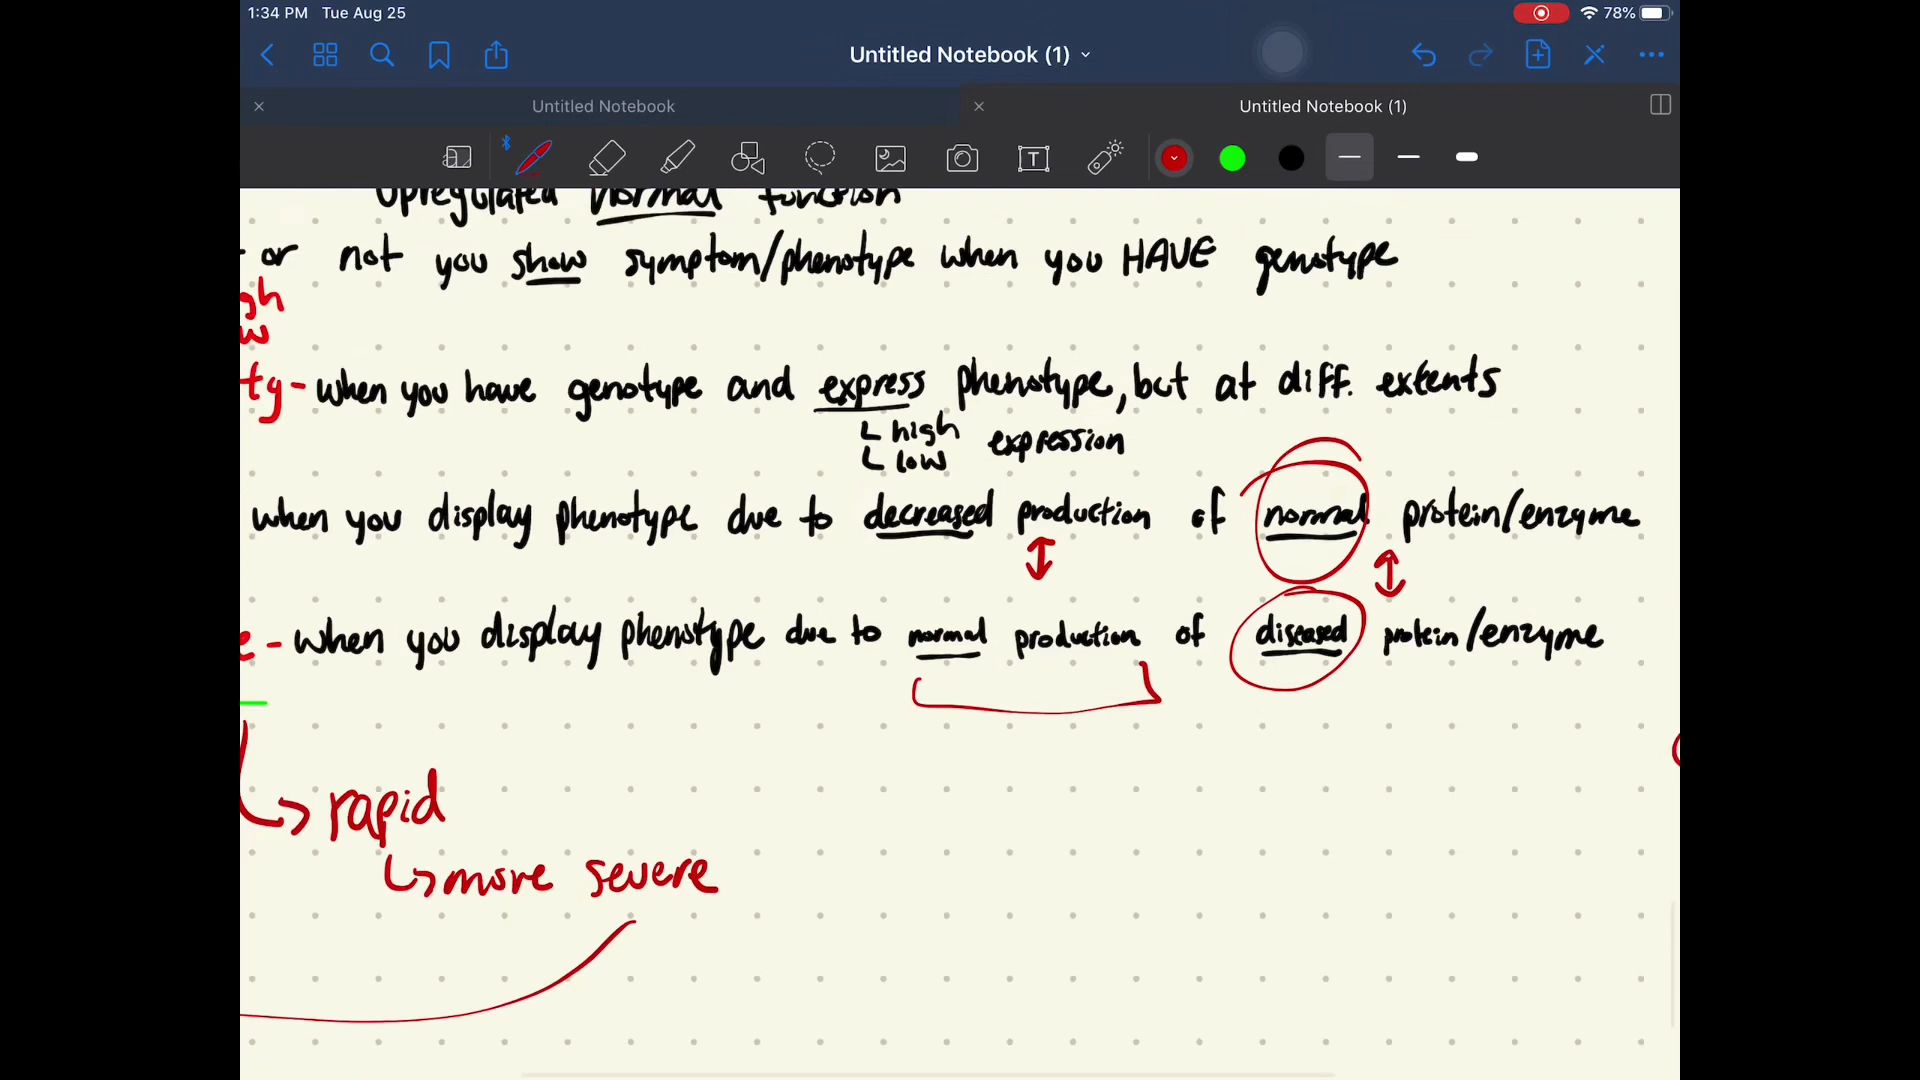 1:34 PM Tue Aug 25
78%
Untitled Notebook (1)
Untitled Notebook
Untitled Notebook (1)
T
Upregulated normal function
or not you show symptom/phenotype when you HAVE genotype
gh
w
ty - when you have genotype and express phenotype, but at diff. extents
high
low expression
when you display phenotype due to decreased production of normal protein/enzyme
e - when you display phenotype due to normal production of diseased protein/enzyme
rapid
more severe